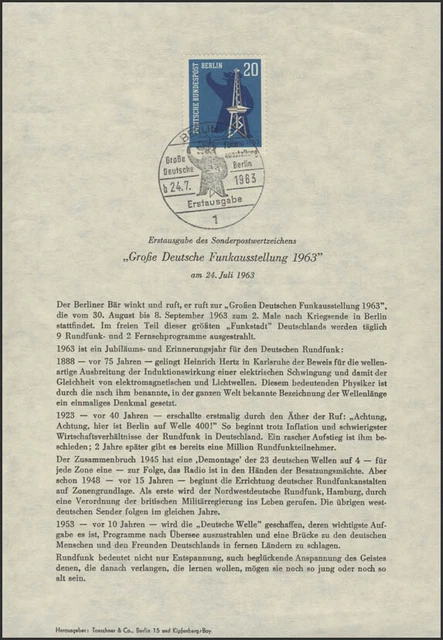 DEUTSCHE BUNDESPOST
BERLIN
20
BERLIN
Große
Deutsche
Funk-
ausstellung
Berlin
b 24.7.
1963
Erstausgabe
1
Erstausgabe des Sonderpostwertzeichens
„Große Deutsche Funkausstellung 1963"
am 24. Juli 1963
Der Berliner Bär winkt und ruft, er ruft zur „Großen Deutschen Funkausstellung 1963",
die vom 30. August bis 8. September 1963 zum 2. Male nach Kriegsende in Berlin
stattfindet. Im freien Teil dieser größten „Funkstadt" Deutschlands werden täglich
9 Rundfunk- und 2 Fernsehprogramme ausgestrahlt.
1963 ist ein Jubiläums- und Erinnerungsjahr für den Deutschen Rundfunk:
1888 — vor 75 Jahren — gelingt Heinrich Hertz in Karlsruhe der Beweis für die wellen-
artige Ausbreitung der Induktionswirkung einer elektrischen Schwingung und damit der
Gleichheit von elektromagnetischen und Lichtwellen. Diesem bedeutenden Physiker ist
durch die nach ihm benannte, in der ganzen Welt bekannte Bezeichnung der Wellenlänge
ein einmaliges Denkmal gesetzt.
1923 — vor 40 Jahren — erschallte erstmalig durch den Äther der Ruf: „Achtung,
Achtung, hier ist Berlin auf Welle 400!" So beginnt trotz Inflation und schwierigster
Wirtschaftsverhältnisse der Rundfunk in Deutschland. Ein rascher Aufstieg ist ihm be-
schieden; 2 Jahre später gibt es bereits eine Million Rundfunkteilnehmer.
Der Zusammenbruch 1945 hat eine ‚Demontage' der 23 deutschen Wellen auf 4 — für
jede Zone eine — zur Folge, das Radio ist in den Händen der Besatzungsmächte. Aber
schon 1948 — vor 15 Jahren — beginnt die Errichtung deutscher Rundfunkanstalten
auf Zonengrundlage. Als erste wird der Nordwestdeutsche Rundfunk, Hamburg, durch
eine Verordnung der britischen Militärregierung ins Leben gerufen. Die übrigen west-
deutschen Sender folgen im gleichen Jahre.
1953 — vor 10 Jahren — wird die „Deutsche Welle" geschaffen, deren wichtigste Auf-
gabe es ist, Programme nach Übersee auszustrahlen und eine Brücke zu den deutschen
Menschen und den Freunden Deutschlands in fernen Ländern zu schlagen.
Rundfunk bedeutet nicht nur Entspannung, auch beglückende Anspannung des Geistes
denen, die danach verlangen, die lernen wollen, mögen sie noch so jung oder noch so
alt sein.
Herausgeber: Taeschner & Co., Berlin 15 und Kipfenberg/Bay.